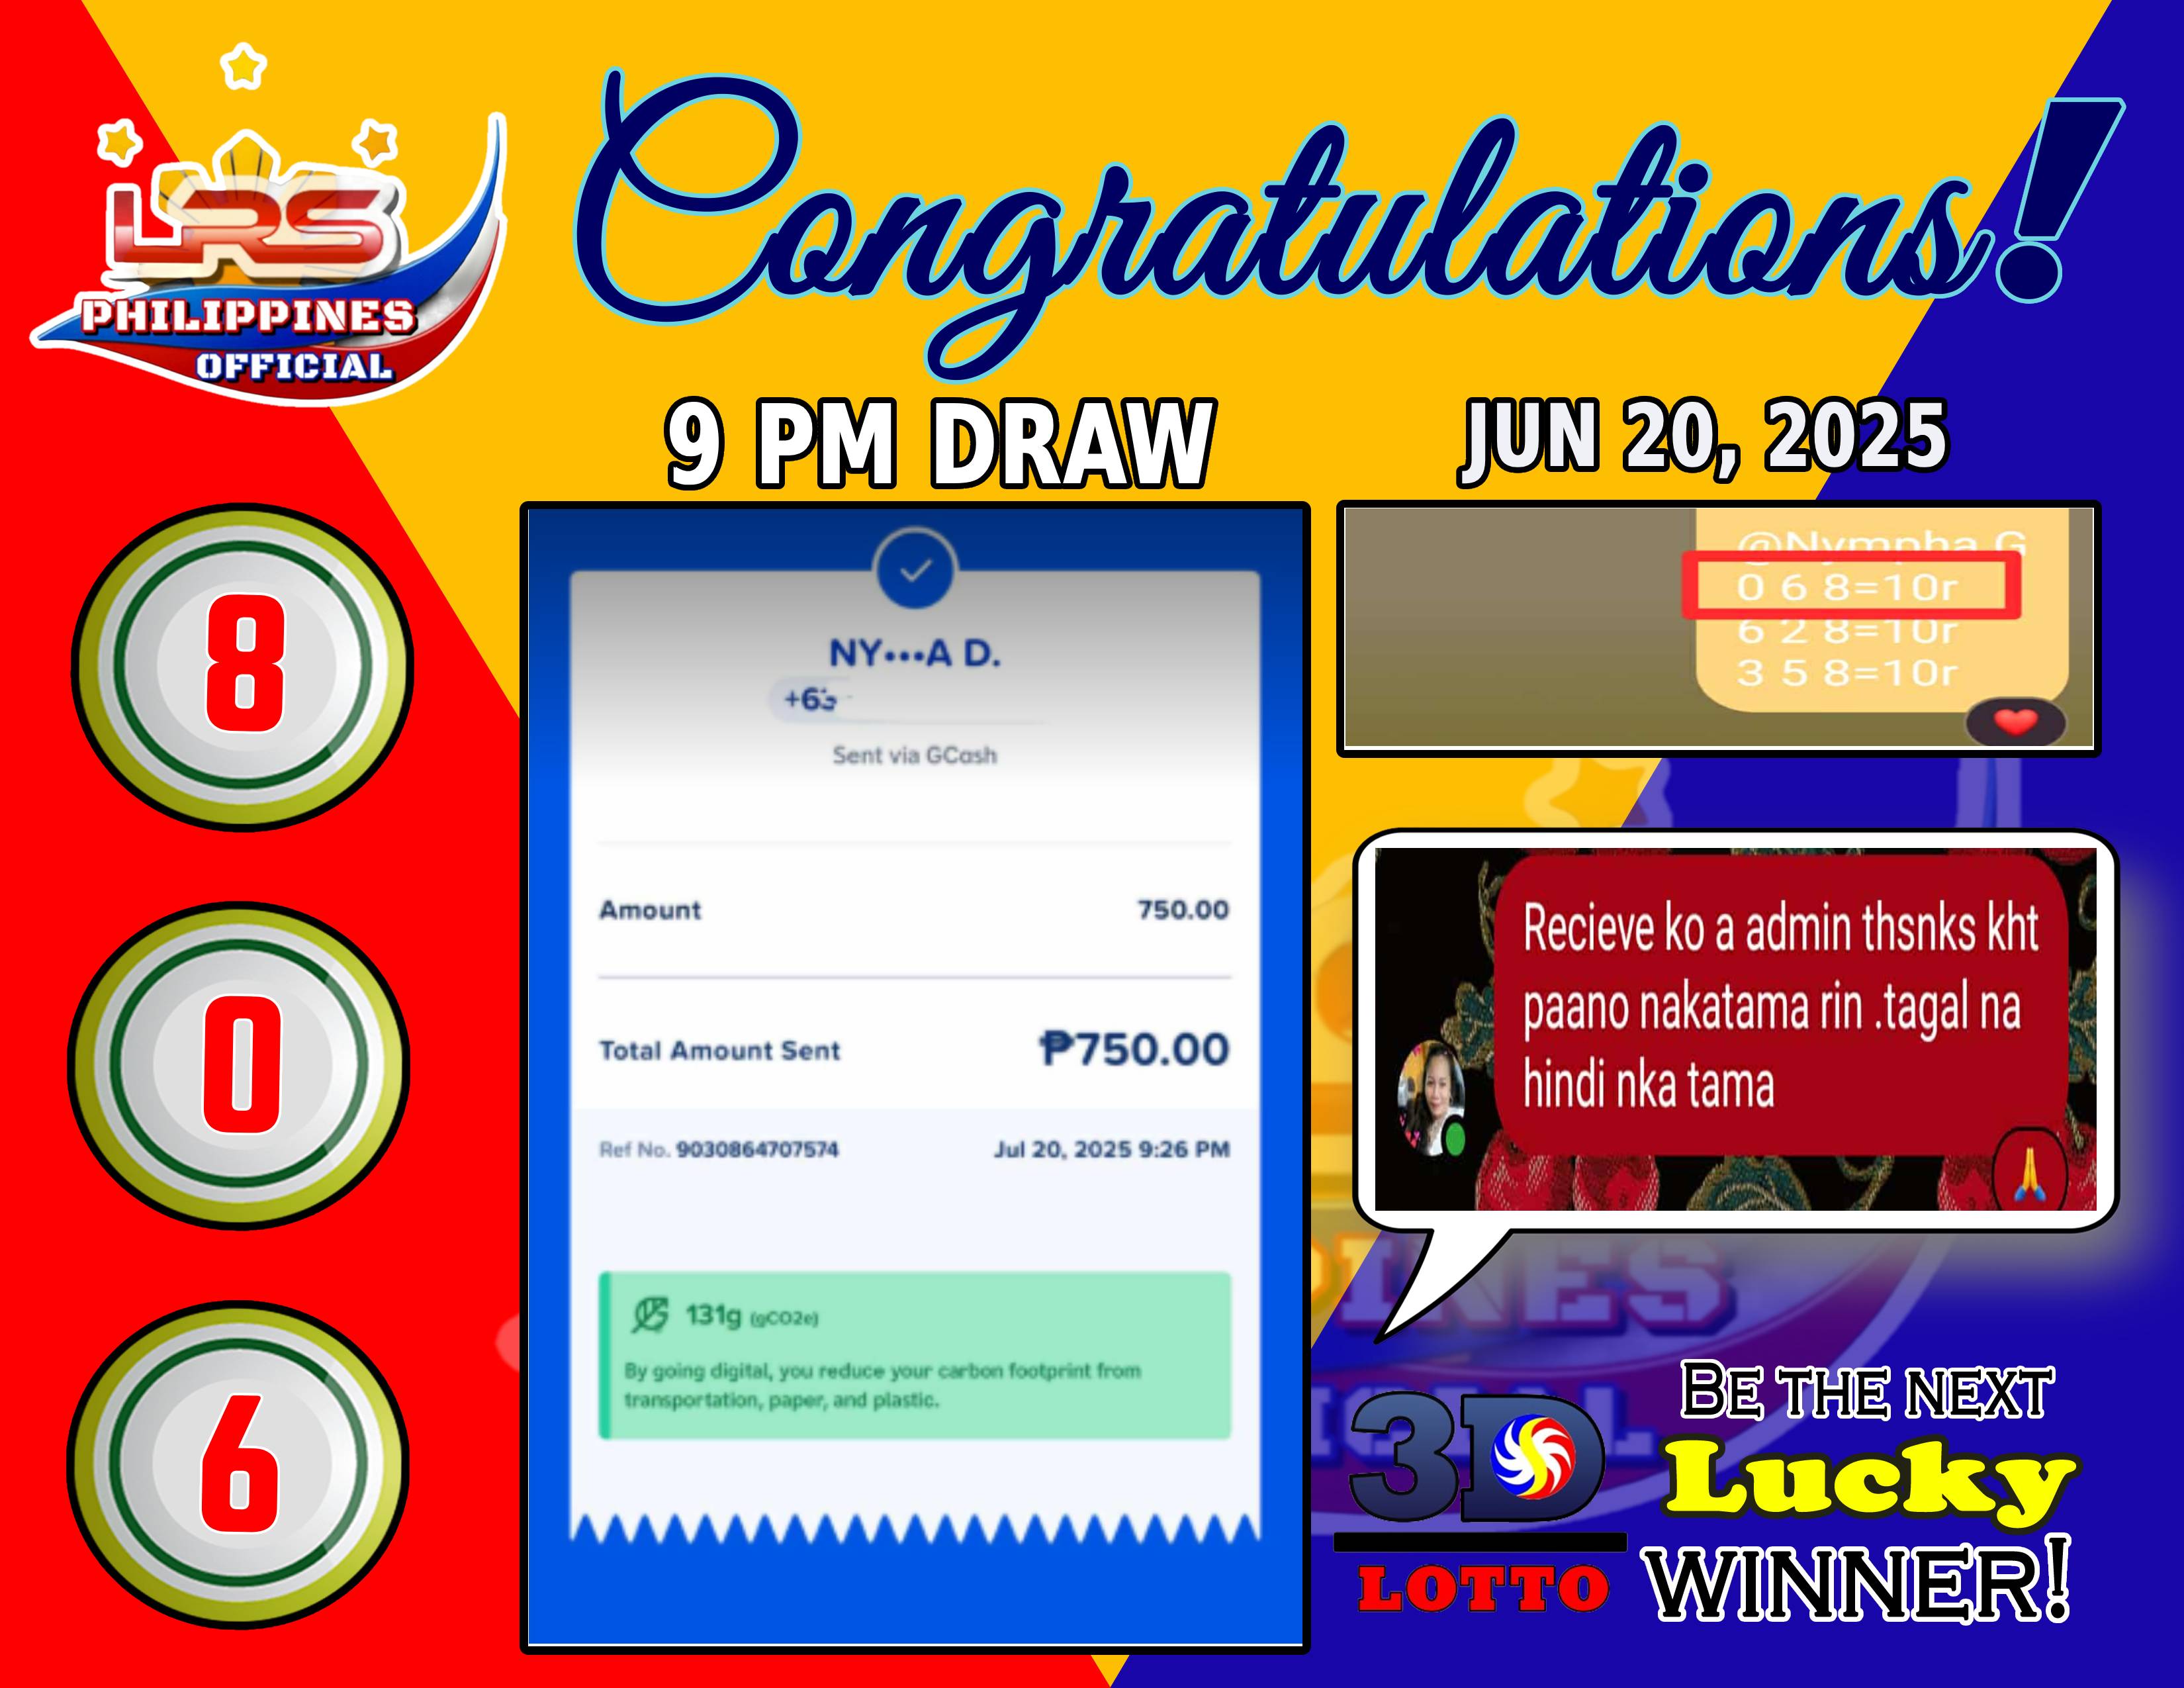 LRS
PHILIPPINES
OFFICIAL
Congratulations!
9 PM DRAW
JUN 20, 2025
8
0
6
NY•••A D.
+63
Sent via GCash
Amount 750.00
Total Amount Sent ₱750.00
Ref No. 9030864707574 Jul 20, 2025 9:26 PM
131g (gCO2e)
By going digital, you reduce your carbon footprint from
transportation, paper, and plastic.
@Nympha G
0 6 8=10r
6 2 8=10r
3 5 8=10r
Recieve ko a admin thsnks kht
paano nakatama rin .tagal na
hindi nka tama
3D
LOTTO
BE THE NEXT
Lucky
WINNER!